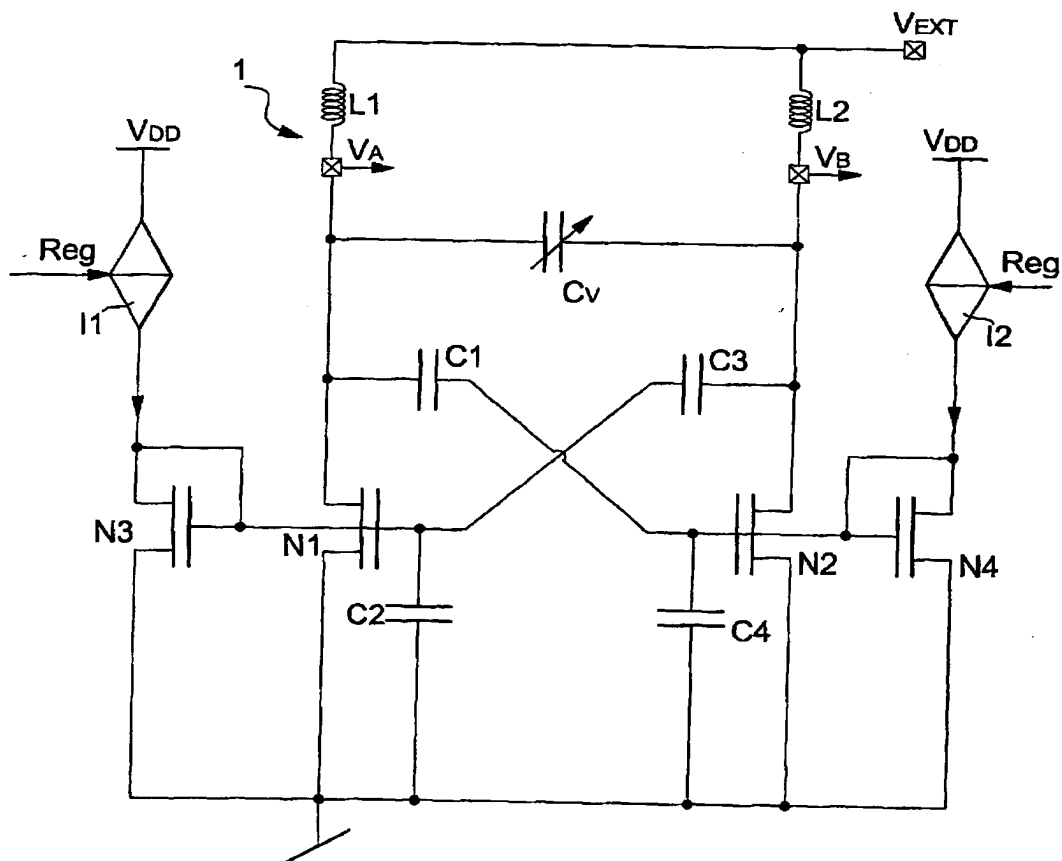 VEXT
1
L1
L2
VDD
VA
VB
VDD
Reg
Reg
CV
I1
I2
C1
C3
N3
N1
N2
N4
C2
C4